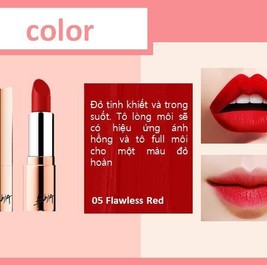 color
Đỏ tinh khiết và trong
suốt. Tô lòng môi sẽ
có hiệu ứng ánh
hồng và tô full môi
cho một màu đỏ
hoàn
05 Flawless Red